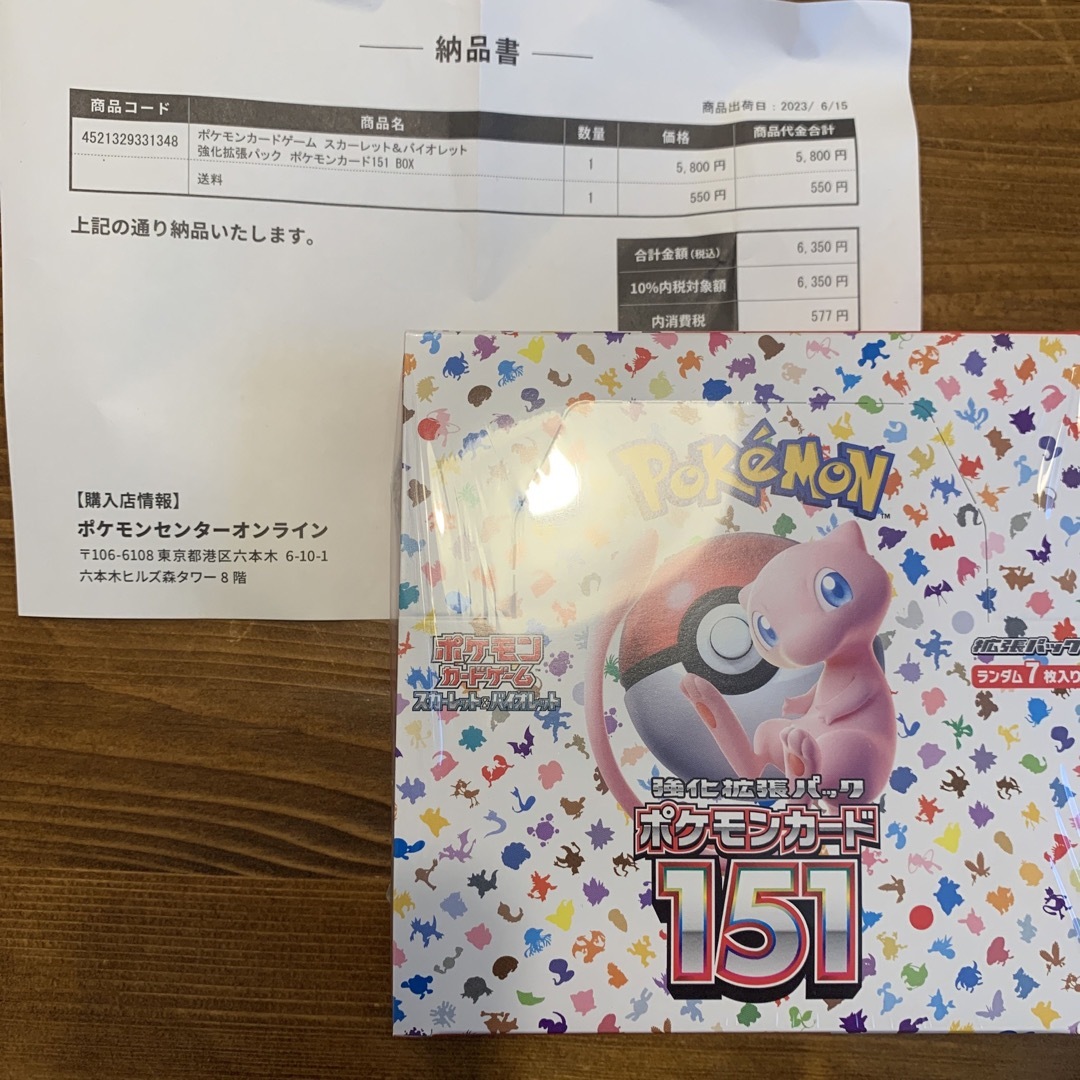 納品書
商品出荷日：2023/ 6/15
商品コード 商品名 数量 価格 商品代金合計
4521329331348 ポケモンカードゲーム スカーレット&バイオレット
強化拡張パック ポケモンカード151 BOX 1 5,800 円 5,800 円
送料 1 550 円 550 円
上記の通り納品いたします。
合計金額(税込) 6,350 円
10%内税対象額 6,350 円
内消費税 577 円
【購入店情報】
ポケモンセンターオンライン
〒106-6108 東京都港区六本木 6-10-1
六本木ヒルズ森タワー 8 階
POKéMON
TM
ポケモン
カードゲーム
スカーレット&バイオレット
拡張パック
ランダム7枚入り
強化拡張パック
ポケモンカード
151